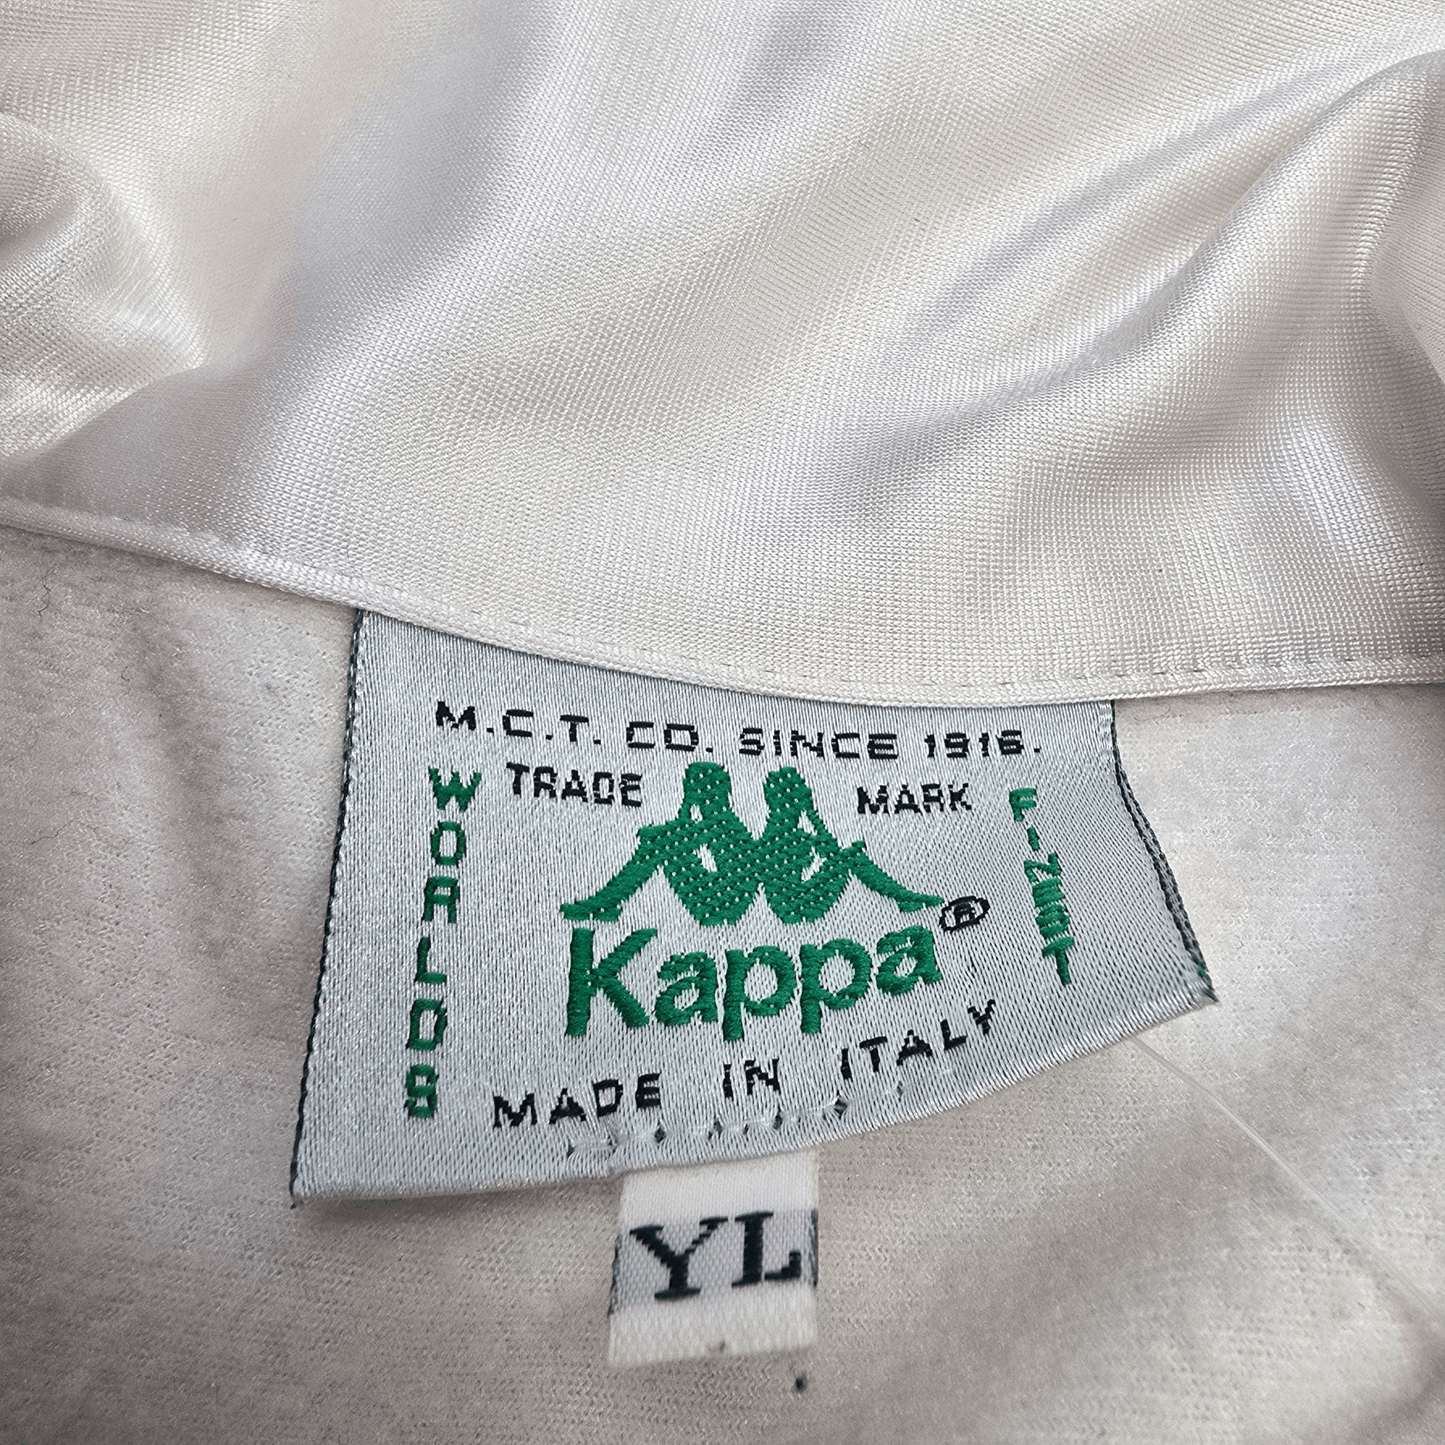 M.C.T. CO. SINCE 1916.
TRADE MARK
WORLDS
FINEST
Kappa®
MADE IN ITALY
YL